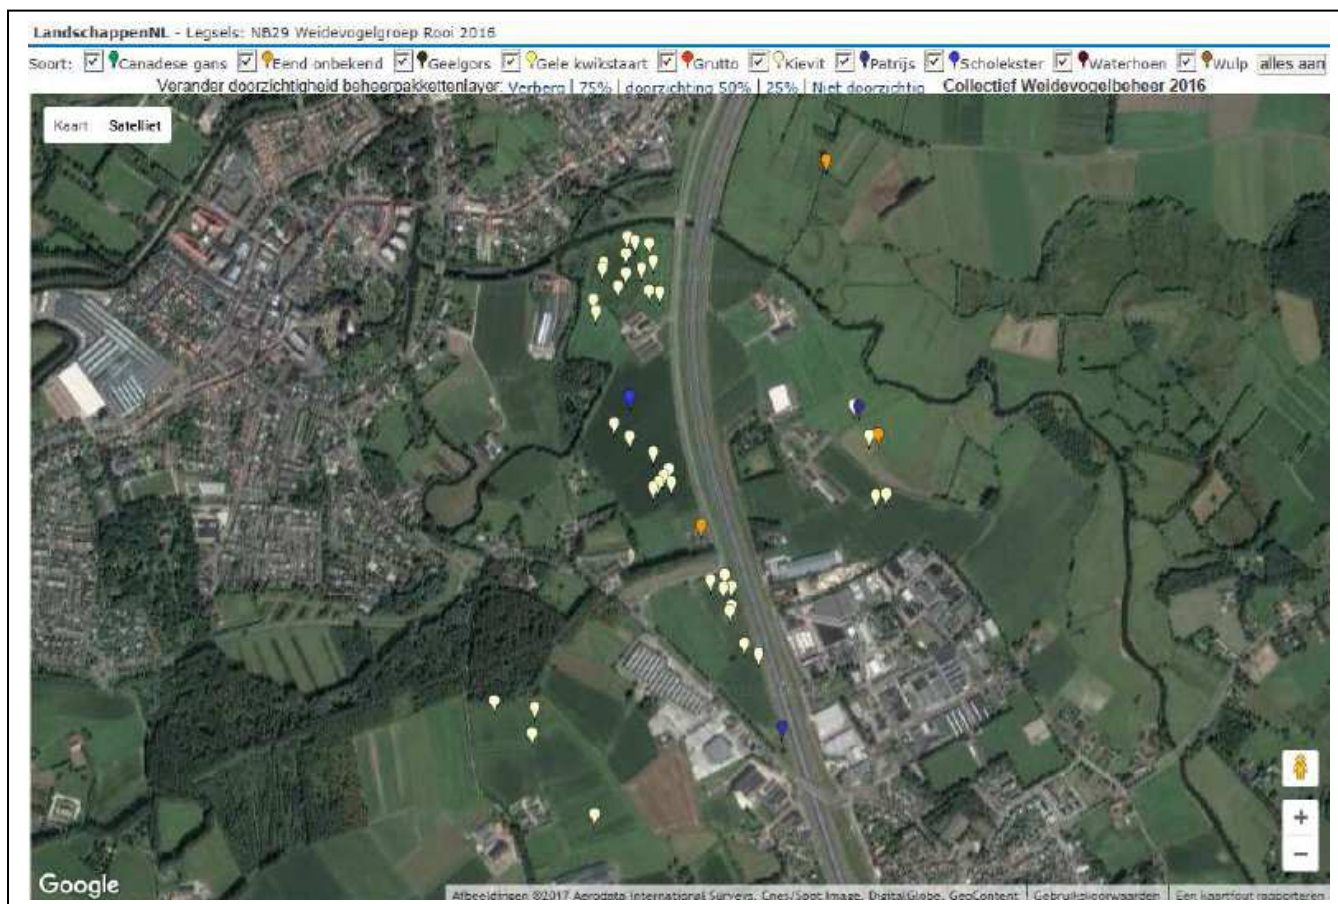 LandschappenNL - Legsels: NB29 Weidevogelgroep Rooi 2016
Soort: Canadese gans Eend onbekend Geelgors Gele kwikstaart Grutto Kievit Patrijs Scholekster Waterhoen Wulp alles aan
Verander doorzichtigheid beheerpakkettenlayer: Verberg | 75% | doorzichting 50% | 25% | Niet doorzichtig Collectief Weidevogelbeheer 2016
Kaart Satelliet
+
−
Google
Afbeeldingen ©2017 Aerodata International Surveys, Cnes/Spot Image, DigitalGlobe, GeoContent Gebruiksvoorwaarden Een kaartfout rapporteren